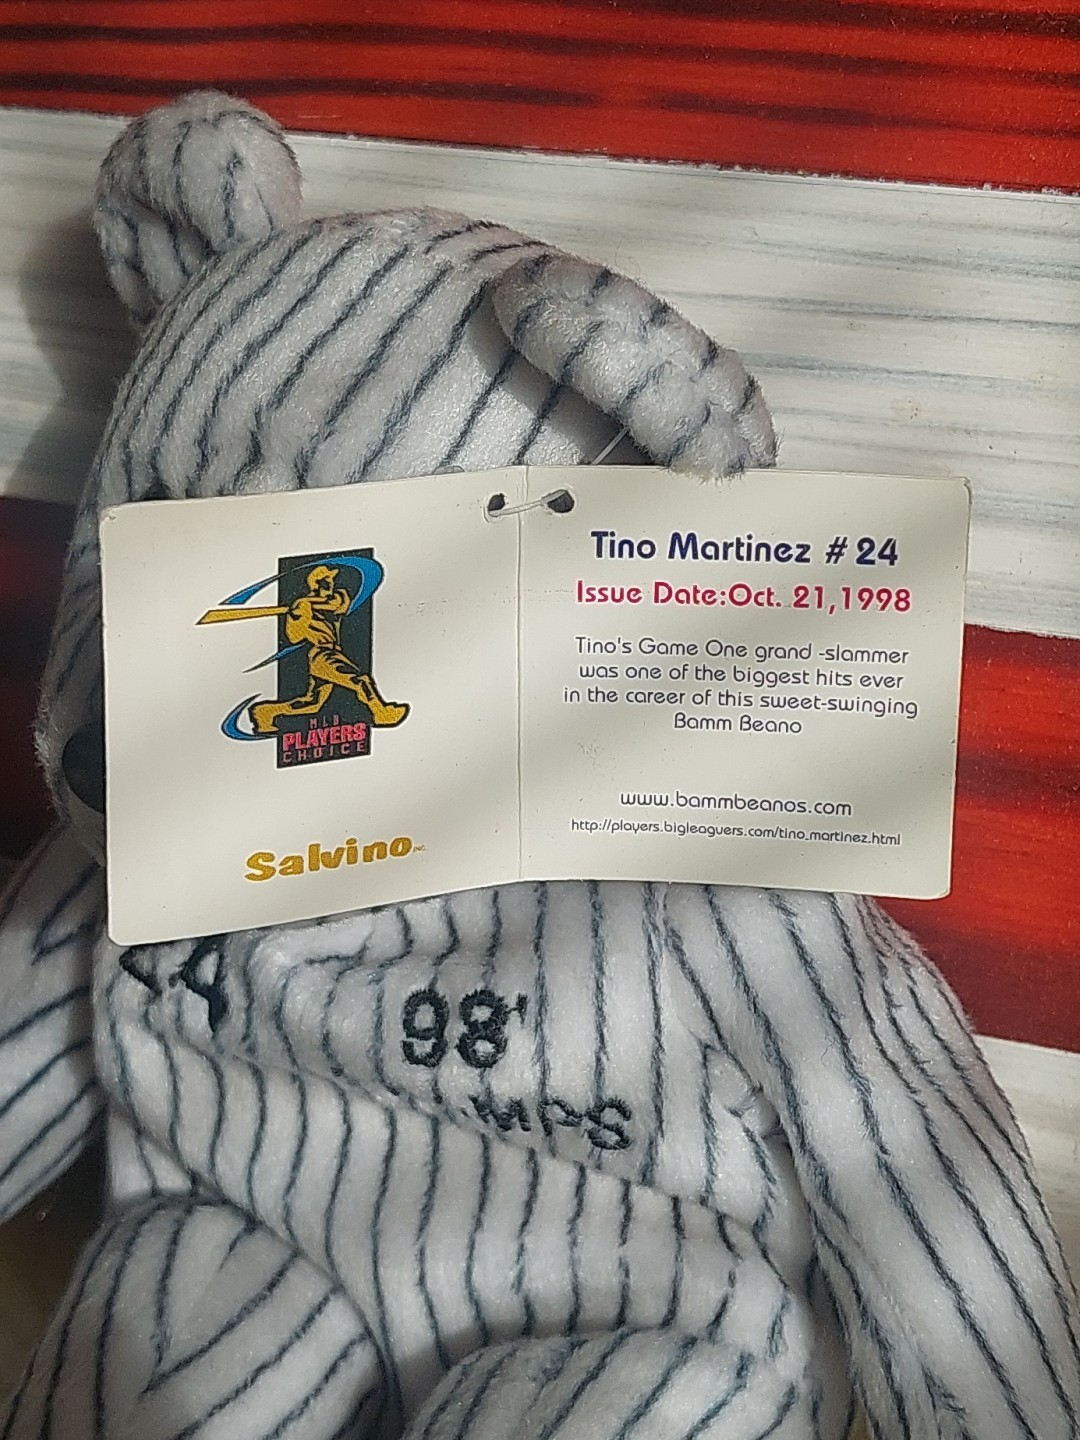 MLB
PLAYERS
CHOICE
Salvino
Tino Martinez # 24
Issue Date:Oct. 21,1998
Tino's Game One grand -slammer
was one of the biggest hits ever
in the career of this sweet-swinging
Bamm Beano
www.bammbeanos.com
http://players.bigleaguers.com/tino_martinez.html
98'